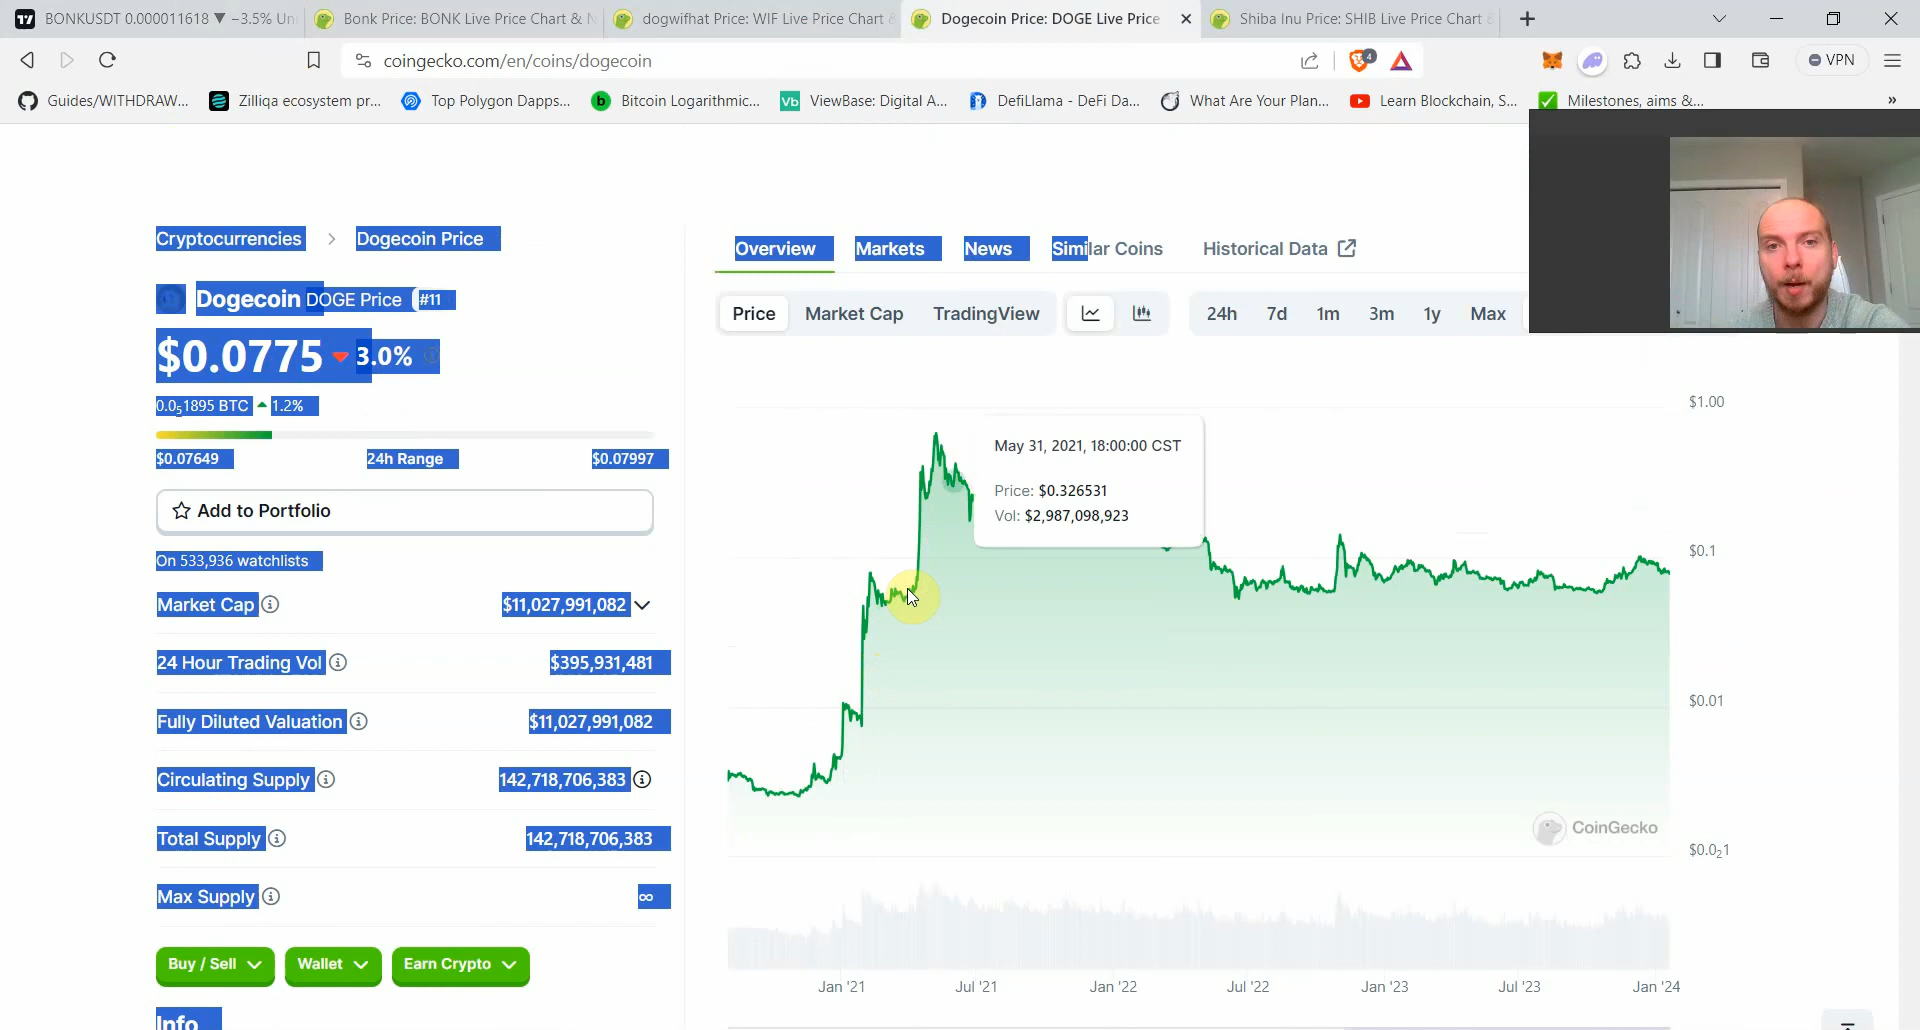 BONKUSDT 0.000011618 ▼ −3.5% Un
Bonk Price: BONK Live Price Chart & N
dogwifhat Price: WIF Live Price Chart &
Dogecoin Price: DOGE Live Price
Shiba Inu Price: SHIB Live Price Chart &
coingecko.com/en/coins/dogecoin
4
VPN
Guides/WITHDRAW...
Zilliqa ecosystem pr...
Top Polygon Dapps...
Bitcoin Logarithmic...
Vb ViewBase: Digital A...
DefiLlama - DeFi Da...
What Are Your Plan...
Learn Blockchain, S...
Milestones, aims &...
»
Cryptocurrencies > Dogecoin Price
Dogecoin DOGE Price #11
$0.0775 3.0%
0.0₅1895 BTC 1.2%
$0.07649 24h Range $0.07997
Add to Portfolio
On 533,936 watchlists
Market Cap $11,027,991,082
24 Hour Trading Vol $395,931,481
Fully Diluted Valuation $11,027,991,082
Circulating Supply 142,718,706,383
Total Supply 142,718,706,383
Max Supply ∞
Buy / Sell Wallet Earn Crypto
Info
Overview Markets News Similar Coins Historical Data
Price Market Cap TradingView 24h 7d 1m 3m 1y Max
May 31, 2021, 18:00:00 CST
Price: $0.326531
Vol: $2,987,098,923
$1.00
$0.1
$0.01
$0.0₂1
CoinGecko
Jan '21 Jul '21 Jan '22 Jul '22 Jan '23 Jul '23 Jan '24